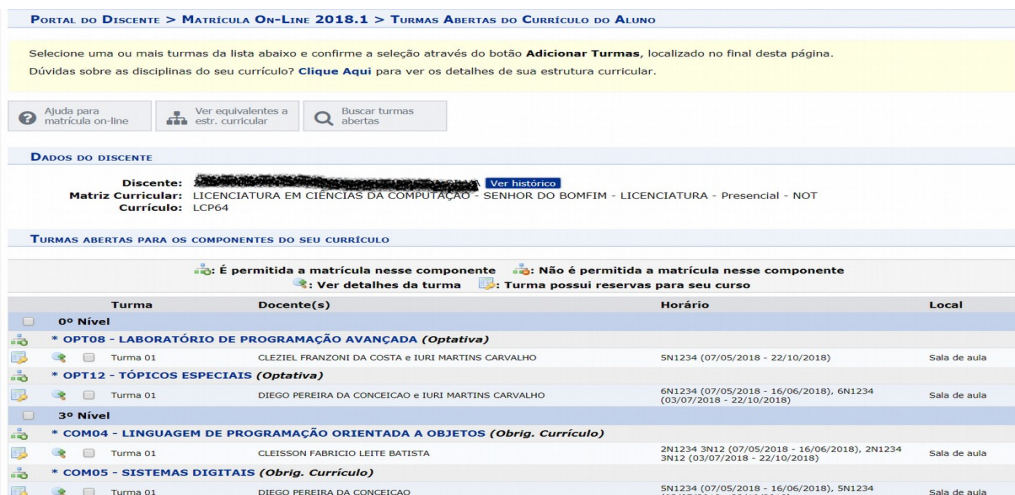 PORTAL DO DISCENTE > MATRÍCULA ON-LINE 2018.1 > TURMAS ABERTAS DO CURRÍCULO DO ALUNO
Selecione uma ou mais turmas da lista abaixo e confirme a seleção através do botão Adicionar Turmas, localizado no final desta página.
Dúvidas sobre as disciplinas do seu currículo? Clique Aqui para ver os detalhes de sua estrutura curricular.
Ajuda para
matrícula on-line
Ver equivalentes a
estr. curricular
Buscar turmas
abertas
DADOS DO DISCENTE
Discente: Ver histórico
Matriz Curricular: LICENCIATURA EM CIÊNCIAS DA COMPUTAÇÃO - SENHOR DO BOMFIM - LICENCIATURA - Presencial - NOT
Currículo: LCP64
TURMAS ABERTAS PARA OS COMPONENTES DO SEU CURRÍCULO
: É permitida a matrícula nesse componente : Não é permitida a matrícula nesse componente
: Ver detalhes da turma : Turma possui reservas para seu curso
Turma Docente(s) Horário Local
0º Nível
* OPT08 - LABORATÓRIO DE PROGRAMAÇÃO AVANÇADA (Optativa)
Turma 01 CLEZIEL FRANZONI DA COSTA e IURI MARTINS CARVALHO 5N1234 (07/05/2018 - 22/10/2018) Sala de aula
* OPT12 - TÓPICOS ESPECIAIS (Optativa)
Turma 01 DIEGO PEREIRA DA CONCEICAO e IURI MARTINS CARVALHO 6N1234 (07/05/2018 - 16/06/2018), 6N1234
(03/07/2018 - 22/10/2018) Sala de aula
3º Nível
* COM04 - LINGUAGEM DE PROGRAMAÇÃO ORIENTADA A OBJETOS (Obrig. Currículo)
Turma 01 CLEISSON FABRICIO LEITE BATISTA 2N1234 3N12 (07/05/2018 - 16/06/2018), 2N1234
3N12 (03/07/2018 - 22/10/2018) Sala de aula
* COM05 - SISTEMAS DIGITAIS (Obrig. Currículo)
Turma 01 DIEGO PEREIRA DA CONCEICAO 5N1234 (07/05/2018 - 16/06/2018), 5N1234 Sala de aula